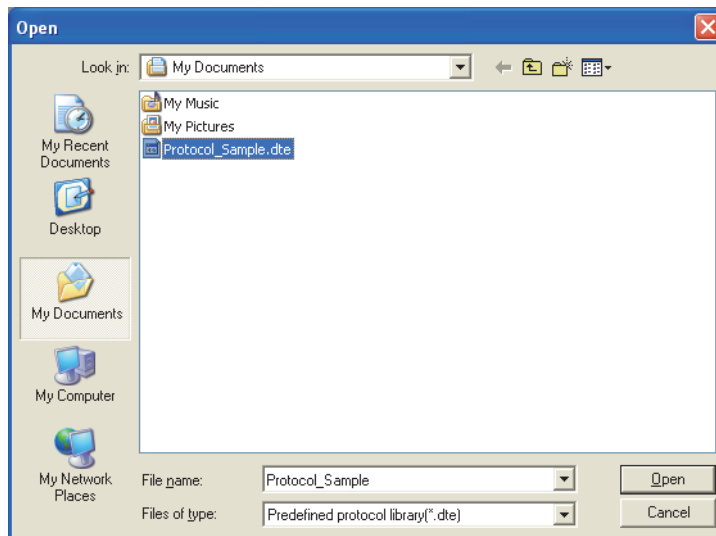 Open
Look in:
My Documents
My Recent
Documents
Desktop
My Documents
My Computer
My Network
Places
My Music
My Pictures
Protocol_Sample.dte
File name:
Protocol_Sample
Open
Files of type:
Predefined protocol library(*.dte)
Cancel